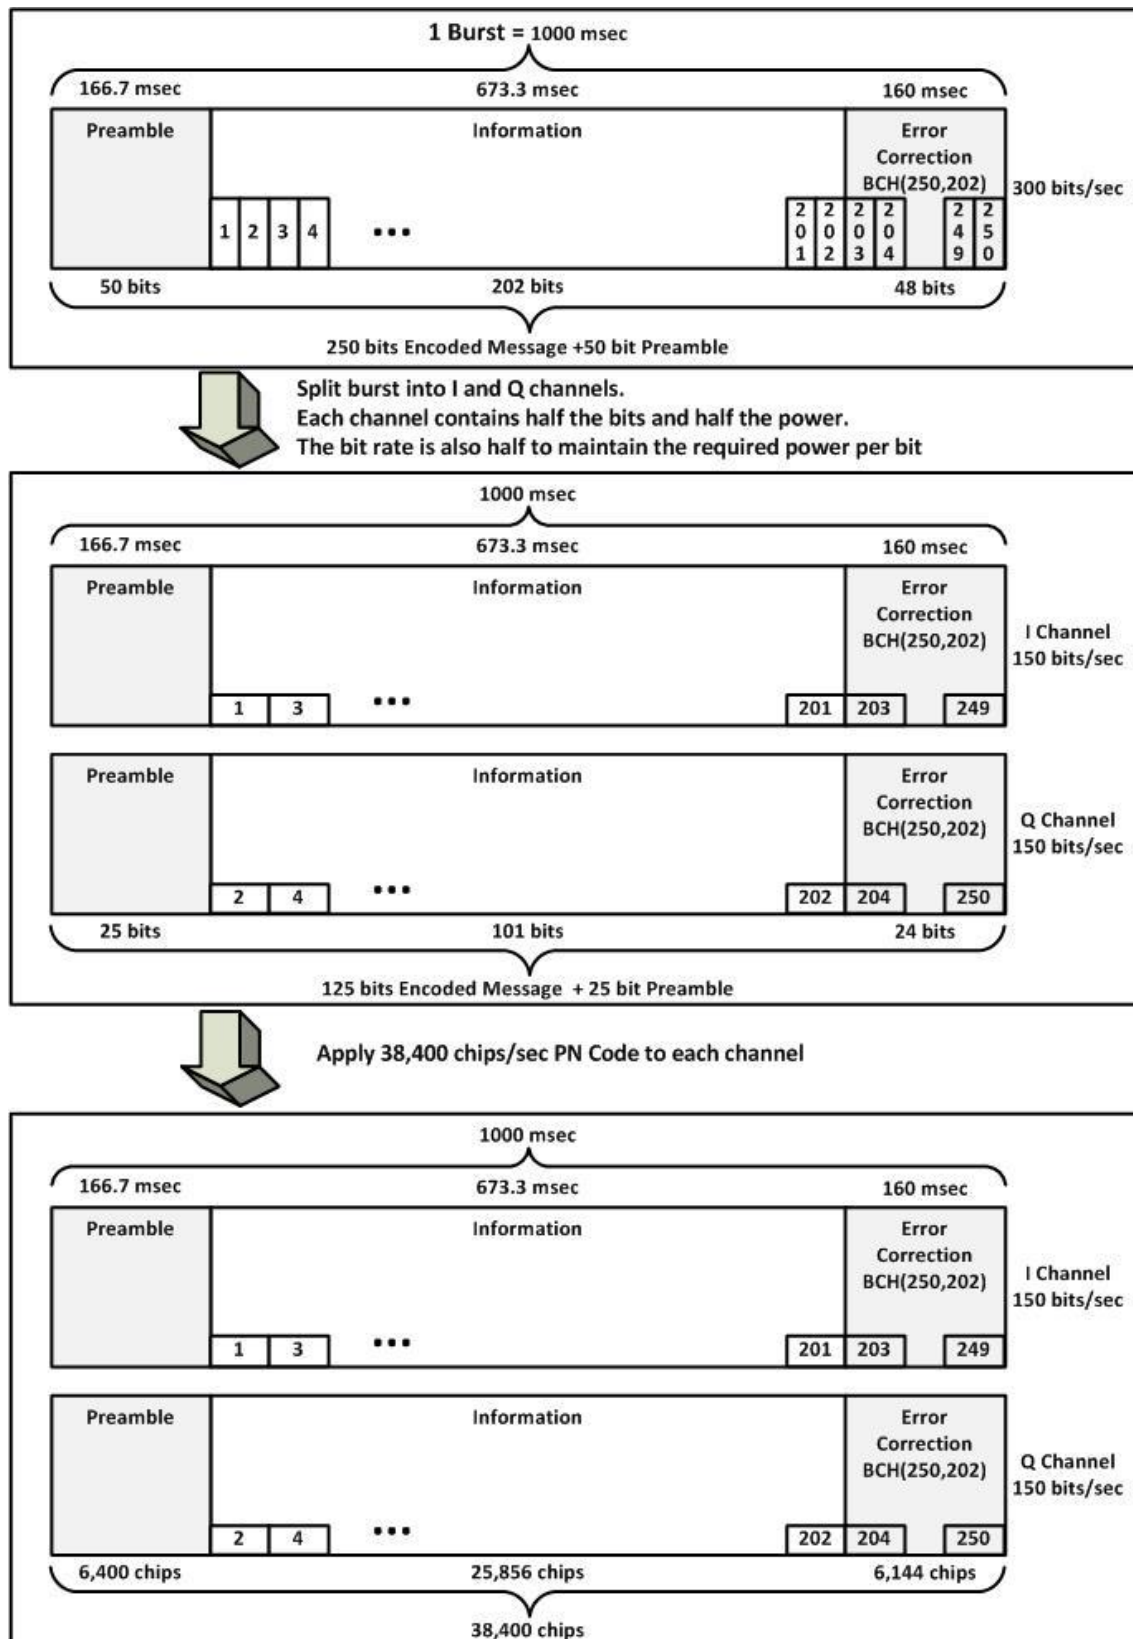 1 Burst = 1000 msec
166.7 msec 673.3 msec 160 msec
Preamble Information Error
Correction
BCH(250,202)
300 bits/sec
1 2 3 4 ... 201 202 203 204 249 250
50 bits 202 bits 48 bits
250 bits Encoded Message +50 bit Preamble
Split burst into I and Q channels.
Each channel contains half the bits and half the power.
The bit rate is also half to maintain the required power per bit
1000 msec
166.7 msec 673.3 msec 160 msec
Preamble Information Error
Correction
BCH(250,202)
I Channel
150 bits/sec
1 3 ... 201 203 249
Preamble Information Error
Correction
BCH(250,202)
Q Channel
150 bits/sec
2 4 ... 202 204 250
25 bits 101 bits 24 bits
125 bits Encoded Message + 25 bit Preamble
Apply 38,400 chips/sec PN Code to each channel
1000 msec
166.7 msec 673.3 msec 160 msec
Preamble Information Error
Correction
BCH(250,202)
I Channel
150 bits/sec
1 3 ... 201 203 249
Preamble Information Error
Correction
BCH(250,202)
Q Channel
150 bits/sec
2 4 ... 202 204 250
6,400 chips 25,856 chips 6,144 chips
38,400 chips